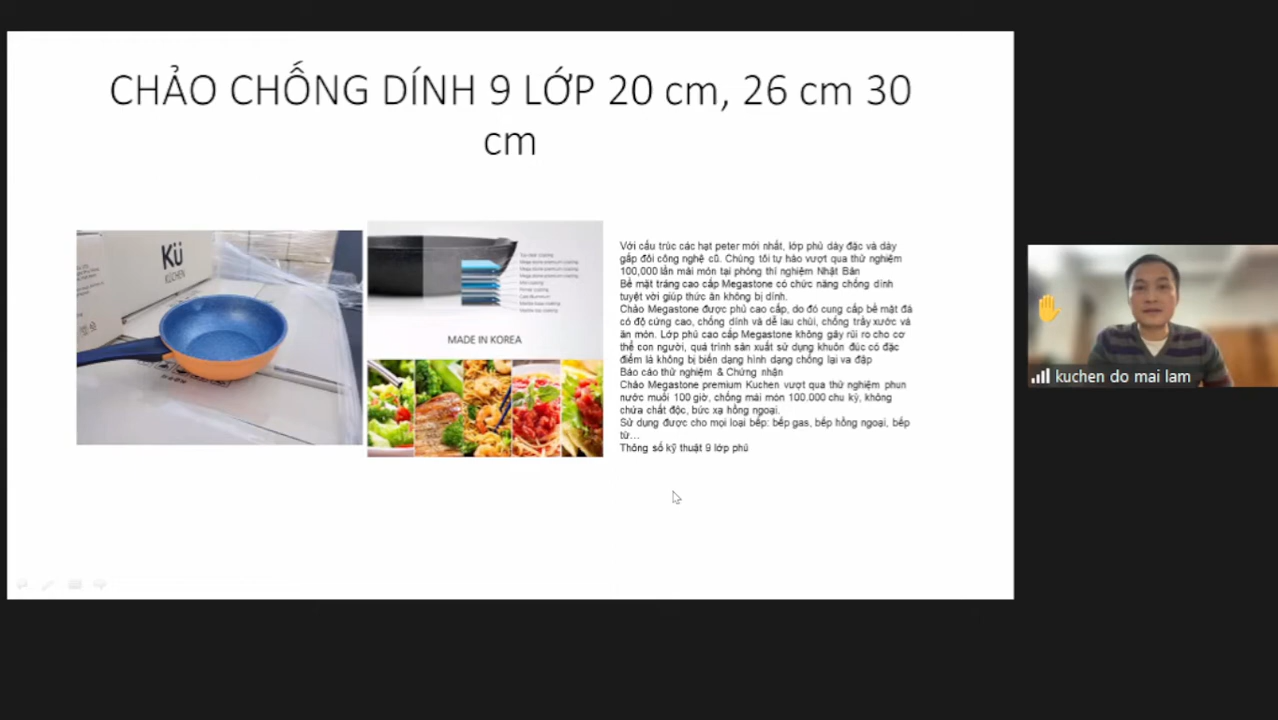 CHẢO CHỐNG DÍNH 9 LỚP 20 cm, 26 cm 30
cm
Kü
KÜCHEN
MADE IN KOREA
Với cấu trúc các hạt peter mới nhất, lớp phủ dày đặc và dày
gấp đôi công nghệ cũ. Chúng tôi tự hào vượt qua thử nghiệm
100,000 lần mài mòn tại phòng thí nghiệm Nhật Bản
Bề mặt tráng cao cấp Megastone có chức năng chống dính
tuyệt vời giúp thức ăn không bị dính.
Chảo Megastone được phủ cao cấp, do đó cung cấp bề mặt đá
có độ cứng cao, chống dính và dễ lau chùi, chống trầy xước và
ăn mòn. Lớp phủ cao cấp Megastone không gây rủi ro cho cơ
thể con người, quá trình sản xuất sử dụng khuôn đúc có đặc
điểm là không bị biến dạng hình dạng chống lại va đập
Báo cáo thử nghiệm & Chứng nhận
Chảo Megastone premium Kuchen vượt qua thử nghiệm phun
nước muối 100 giờ, chống mài mòn 100.000 chu kỳ, không
chứa chất độc, bức xạ hồng ngoại.
Sử dụng được cho mọi loại bếp: bếp gas, bếp hồng ngoại, bếp
từ...
Thông số kỹ thuật 9 lớp phủ
kuchen do mai lam